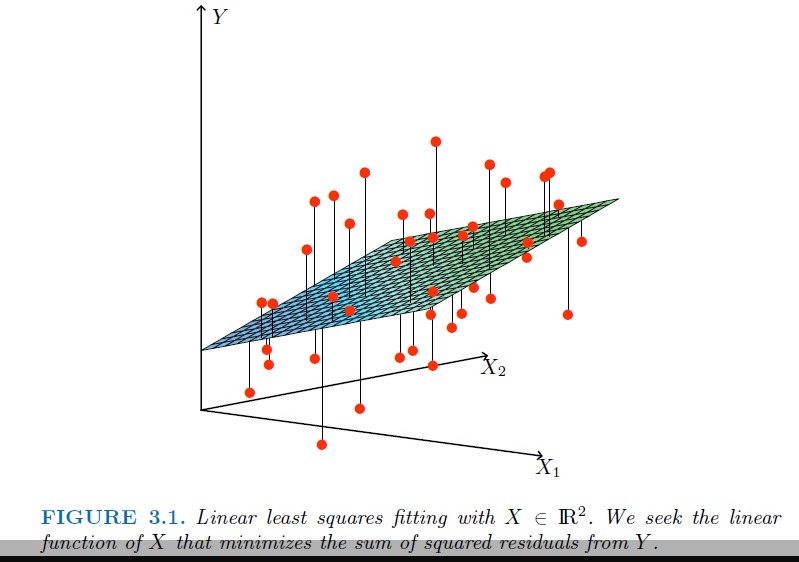 Y
X₂
X₁
FIGURE 3.1. Linear least squares fitting with X ∈ ℝ². We seek the linear
function of X that minimizes the sum of squared residuals from Y.